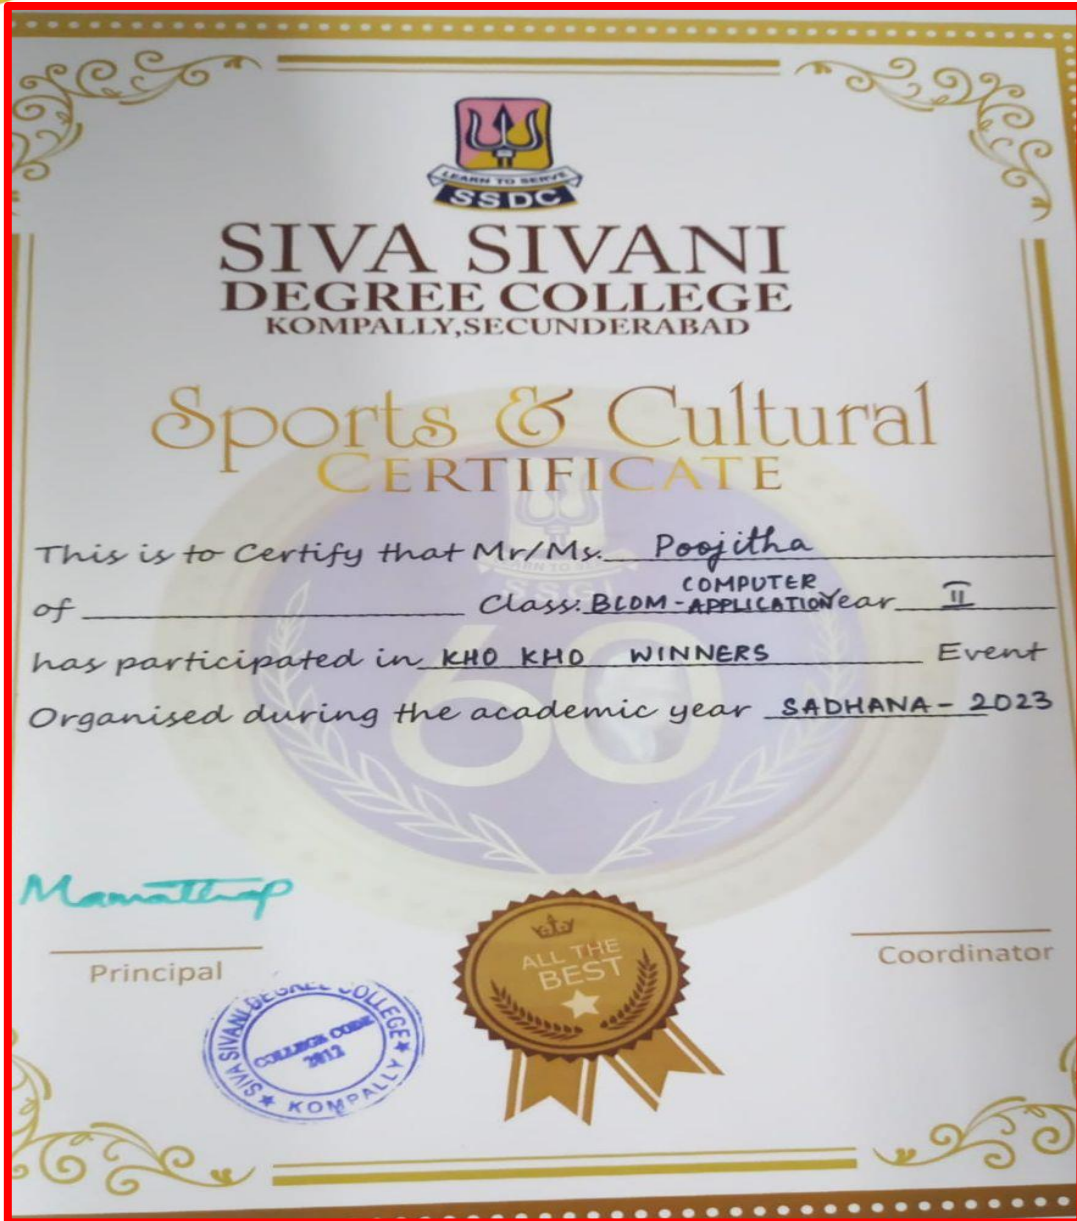 LEARN TO SERVE
SSDC
SIVA SIVANI
DEGREE COLLEGE
KOMPALLY,SECUNDERABAD
Sports & Cultural
CERTIFICATE
This is to Certify that Mr/Ms. Poojitha
of Class: BCOM - COMPUTER APPLICATION Year II
has participated in KHO KHO WINNERS Event
Organised during the academic year SADHANA - 2023
60
Principal
Coordinator
ALL THE
BEST
SIVA SIVANI DEGREE COLLEGE
COLLEGE CODE
2012
KOMPALLY